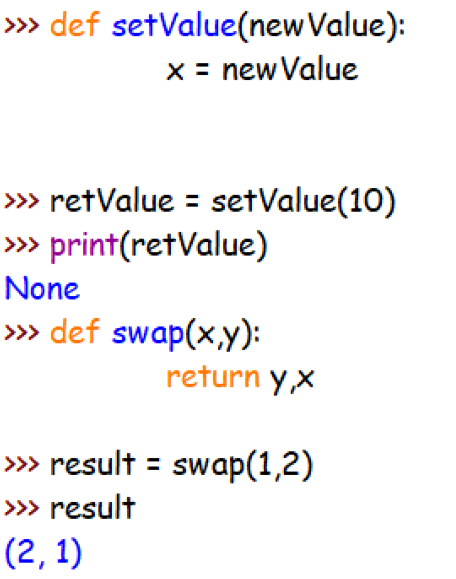 >>> def setValue(newValue):
x = newValue
>>> retValue = setValue(10)
>>> print(retValue)
None
>>> def swap(x,y):
return y,x
>>> result = swap(1,2)
>>> result
(2, 1)